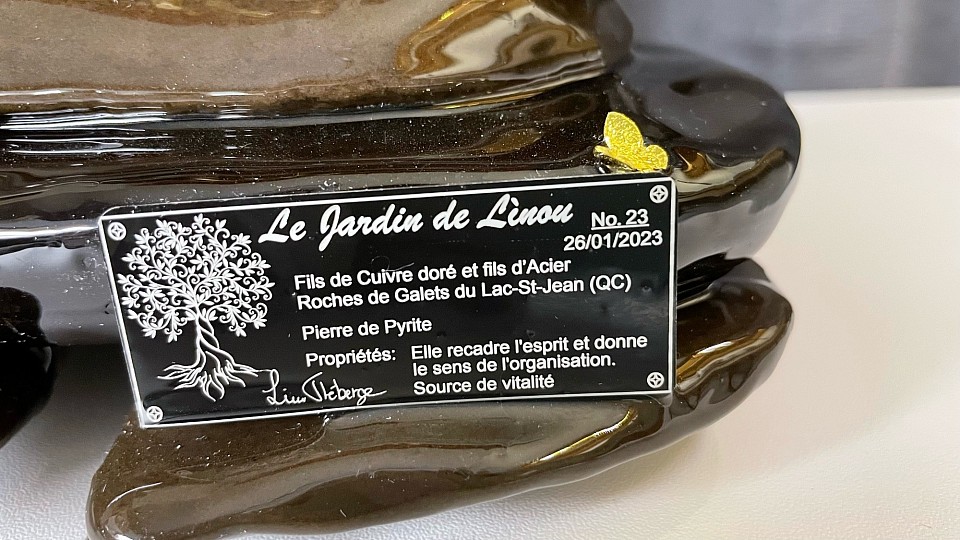 Le Jardin de Lìnou
No. 23
26/01/2023
Fils de Cuivre doré et fils d'Acier
Roches de Galets du Lac-St-Jean (QC)
Pierre de Pyrite
Propriétés: Elle recadre l'esprit et donne
le sens de l'organisation.
Source de vitalité
Théberge